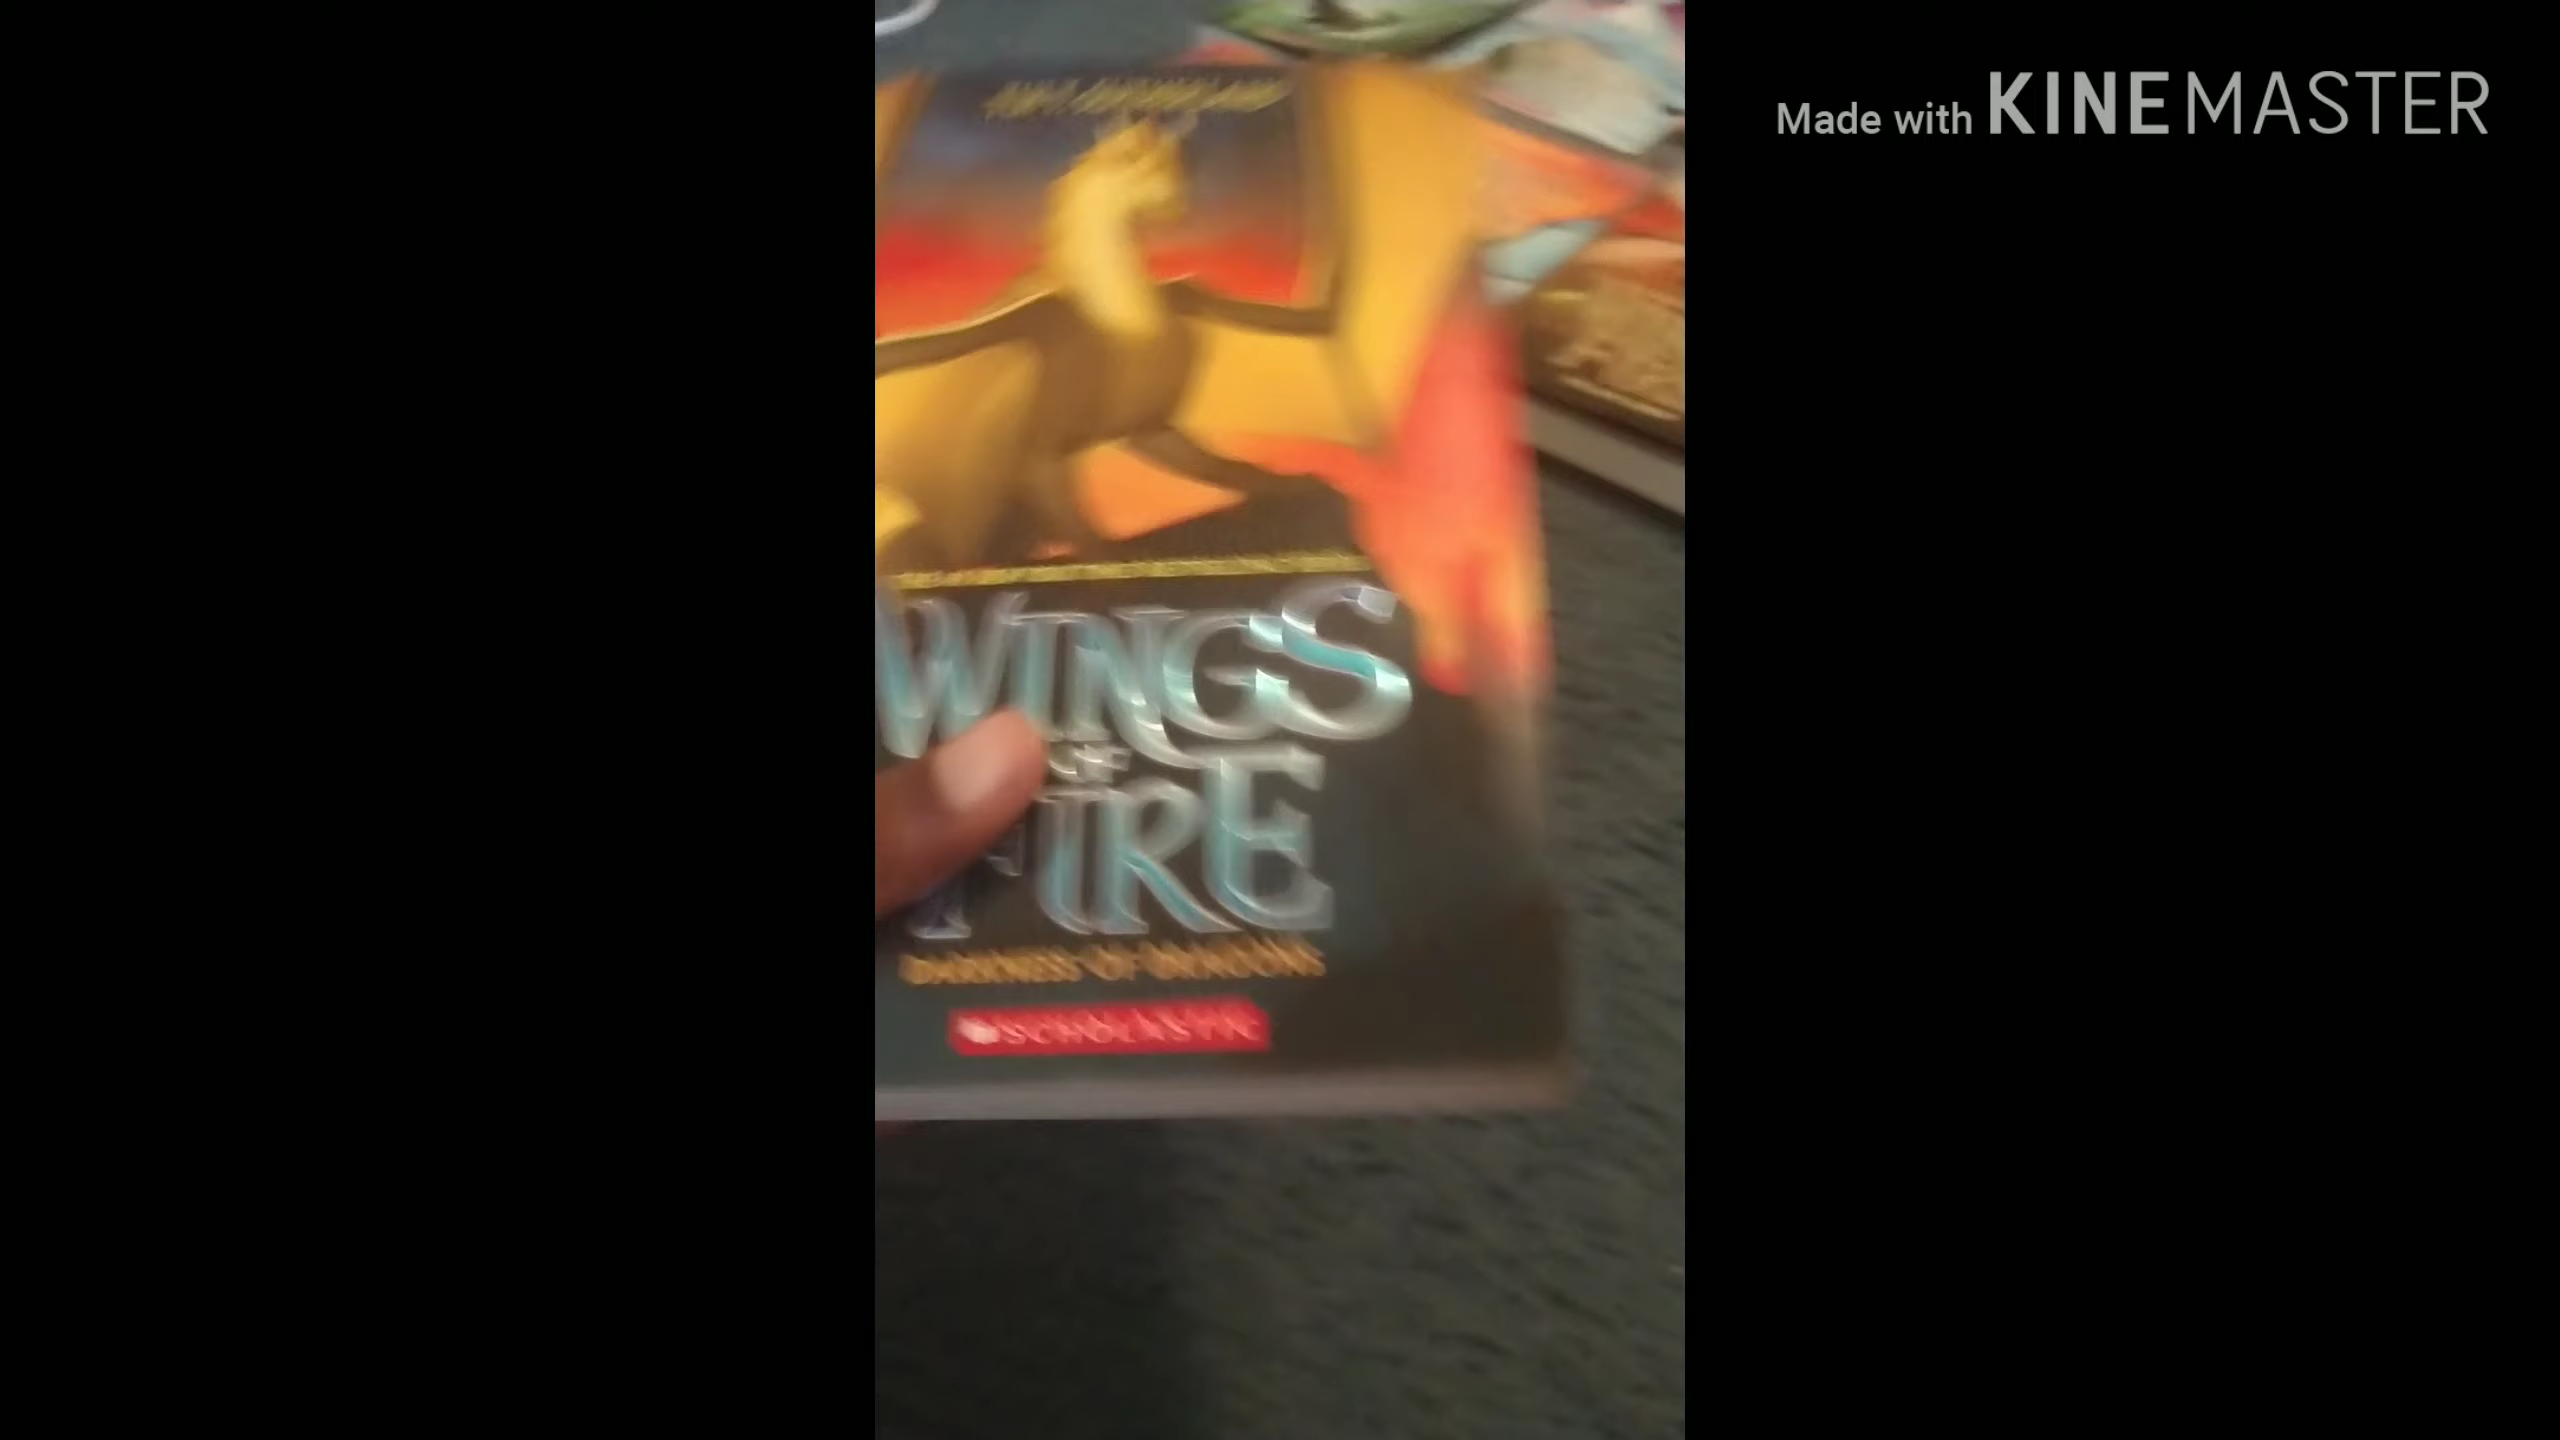 Made with KINEMASTER
WINGS
OF
FIRE
DARKNESS OF DRAGONS
SCHOLASTIC